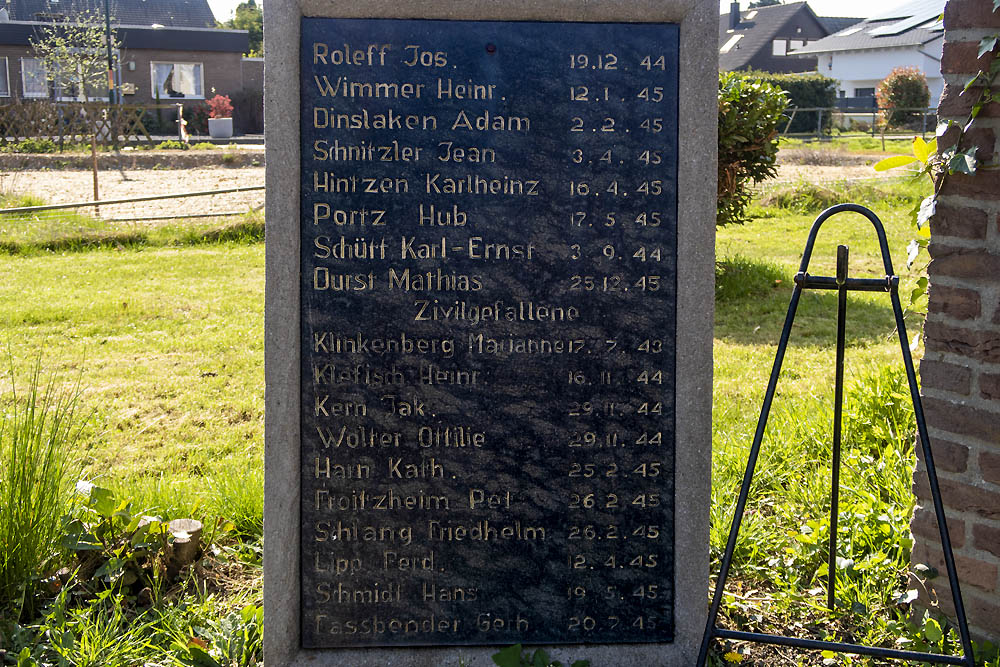 Roleff Jos. 19.12.44
Wimmer Heinr. 12.1.45
Dinslaken Adam 2.2.45
Schnitzler Jean 3.4.45
Hintzen Karlheinz 16.4.45
Portz Hub 17.5.45
Schütt Karl-Ernst 3.9.44
Durst Mathias 25.12.45
Zivilgefallene
Klinkenberg Marianne 17.7.43
Klefisch Heinr. 16.11.44
Kern Jak. 29.11.44
Wolter Ottilie 29.11.44
Harn Kath. 25.2.45
Froitzheim Pet. 26.2.45
Schlang Friedhelm 26.2.45
Lipp Ferd. 12.4.45
Schmidt Hans 19.5.45
Fassbender Gerh. 20.7.45